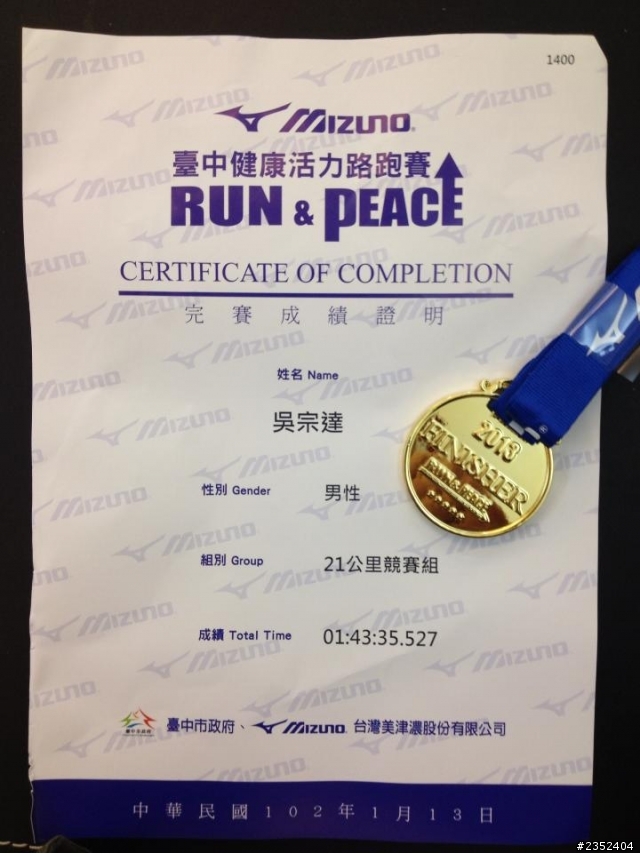 1400
MIZUNO
臺中健康活力路跑賽
RUN & PEACE
CERTIFICATE OF COMPLETION
完賽成績證明
姓名 Name
吳宗達
2013
FINISHER
RUN & PEACE
性別 Gender 男性
組別 Group 21公里競賽組
成績 Total Time 01:43:35.527
臺中市政府、MIZUNO 台灣美津濃股份有限公司
中華民國102年1月13日
#2352404